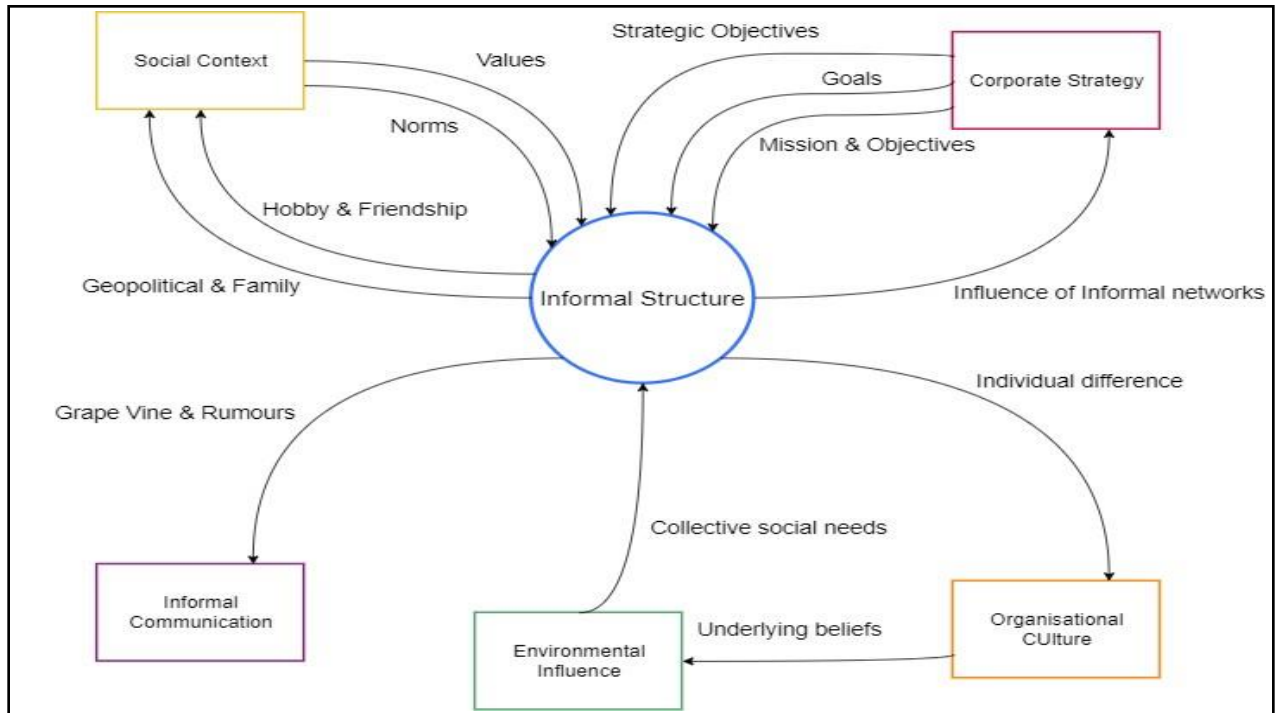 Strategic Objectives
Social Context
Values
Goals
Corporate Strategy
Norms
Mission & Objectives
Hobby & Friendship
Geopolitical & Family
Informal Structure
Influence of Informal networks
Individual difference
Grape Vine & Rumours
Collective social needs
Informal
Communication
Underlying beliefs
Organisational
CUlture
Environmental
Influence